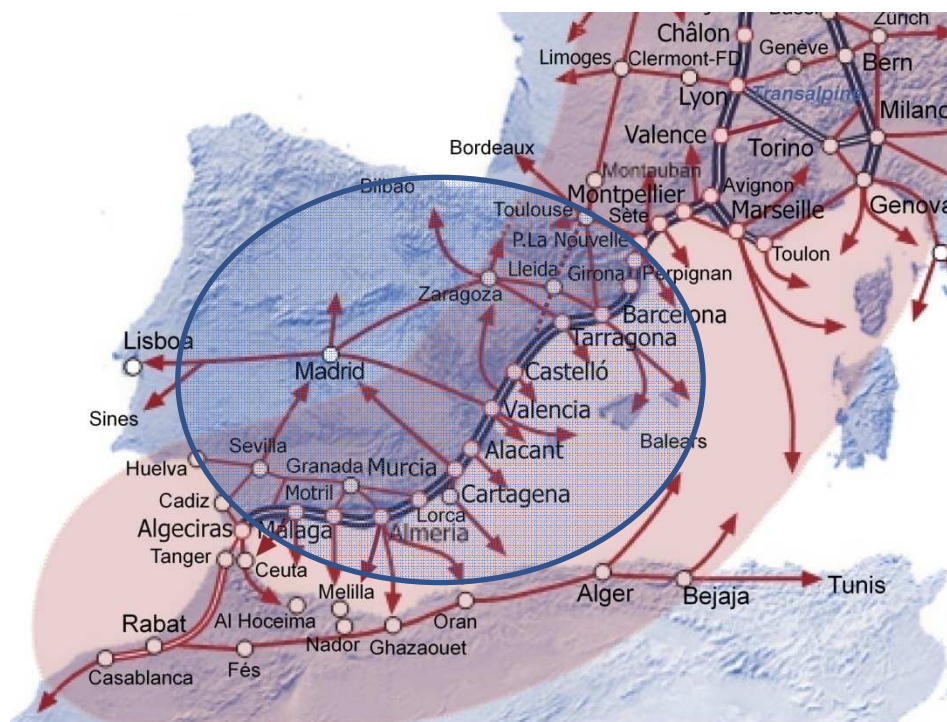 Zürich
Châlon
Genève
Limoges
Clermont-FD
Bern
Lyon
Transalpine
Milano
Valence
Torino
Bordeaux
Montauban
Bilbao
Avignon
Montpellier
Genova
Toulouse
Sète
Marseille
P.La Nouvelle
Toulon
Lleida
Girona
Perpignan
Zaragoza
Barcelona
Lisboa
Tarragona
Madrid
Castelló
Sines
Valencia
Balears
Sevilla
Alacant
Huelva
Granada
Murcia
Motril
Cartagena
Cadiz
Lorca
Algeciras
Málaga
Almeria
Tanger
Ceuta
Melilla
Alger
Bejaja
Tunis
Rabat
Al Hoceima
Oran
Nador
Ghazaouet
Fés
Casablanca